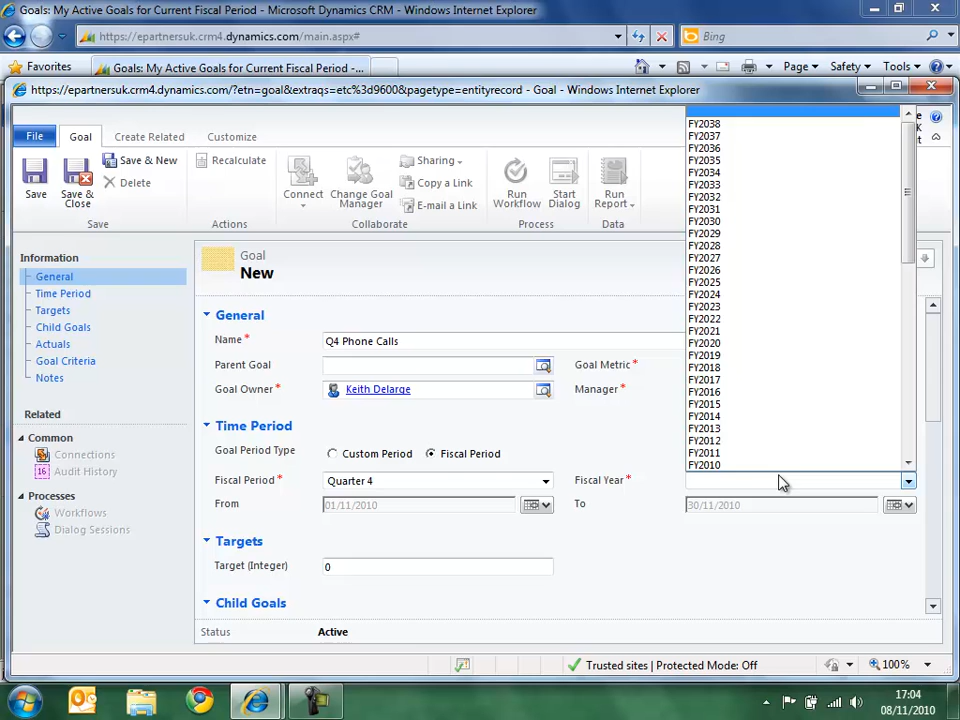 Goals: My Active Goals for Current Fiscal Period - Microsoft Dynamics CRM - Windows Internet Explorer
https://epartnersuk.crm4.dynamics.com/main.aspx#
Bing
Favorites
Goals: My Active Goals for Current Fiscal Period -...
Page
Safety
Tools
https://epartnersuk.crm4.dynamics.com/?etn=goal&extraqs=etc%3d9600&pagetype=entityrecord - Goal - Windows Internet Explorer
File
Goal
Create Related
Customize
Save
Save & Close
Save & New
Delete
Save
Recalculate
Actions
Connect
Change Goal Manager
Sharing
Copy a Link
E-mail a Link
Collaborate
Run Workflow
Start Dialog
Process
Run Report
Data
Information
General
Time Period
Targets
Child Goals
Actuals
Goal Criteria
Notes
Related
Common
Connections
16 Audit History
Processes
Workflows
Dialog Sessions
Goal
New
General
Name *
Q4 Phone Calls
Parent Goal
Goal Metric *
Goal Owner *
Keith Delarge
Manager *
Time Period
Goal Period Type
Custom Period
Fiscal Period
Fiscal Period *
Quarter 4
Fiscal Year *
From
01/11/2010
To
30/11/2010
Targets
Target (Integer)
0
Child Goals
Status
Active
FY2038
FY2037
FY2036
FY2035
FY2034
FY2033
FY2032
FY2031
FY2030
FY2029
FY2028
FY2027
FY2026
FY2025
FY2024
FY2023
FY2022
FY2021
FY2020
FY2019
FY2018
FY2017
FY2016
FY2015
FY2014
FY2013
FY2012
FY2011
FY2010
Trusted sites | Protected Mode: Off
100%
17:04
08/11/2010